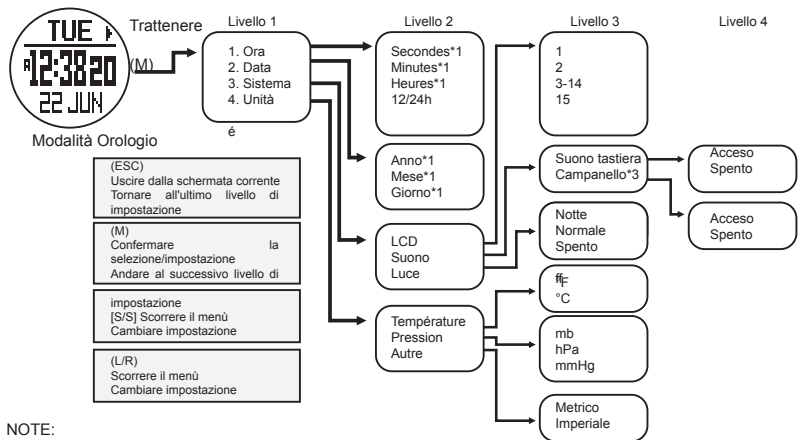 Trattenere
Livello 1
Livello 2
Livello 3
Livello 4
TUE
A12:38 20
22 JUN
(M)
Modalità Orologio
1. Ora
2. Data
3. Sistema
4. Unità
é
Secondes*1
Minutes*1
Heures*1
12/24h
1
2
3-14
15
Anno*1
Mese*1
Giorno*1
Suono tastiera
Campanello*3
Acceso
Spento
Acceso
Spento
LCD
Suono
Luce
Notte
Normale
Spento
Température
Pression
Autre
°C
mb
hPa
mmHg
Metrico
Imperiale
(ESC)
Uscire dalla schermata corrente
Tornare all'ultimo livello di
impostazione
(M)
Confermare la
selezione/impostazione
Andare al successivo livello di
impostazione
[S/S] Scorrere il menù
Cambiare impostazione
(L/R)
Scorrere il menù
Cambiare impostazione
NOTE: